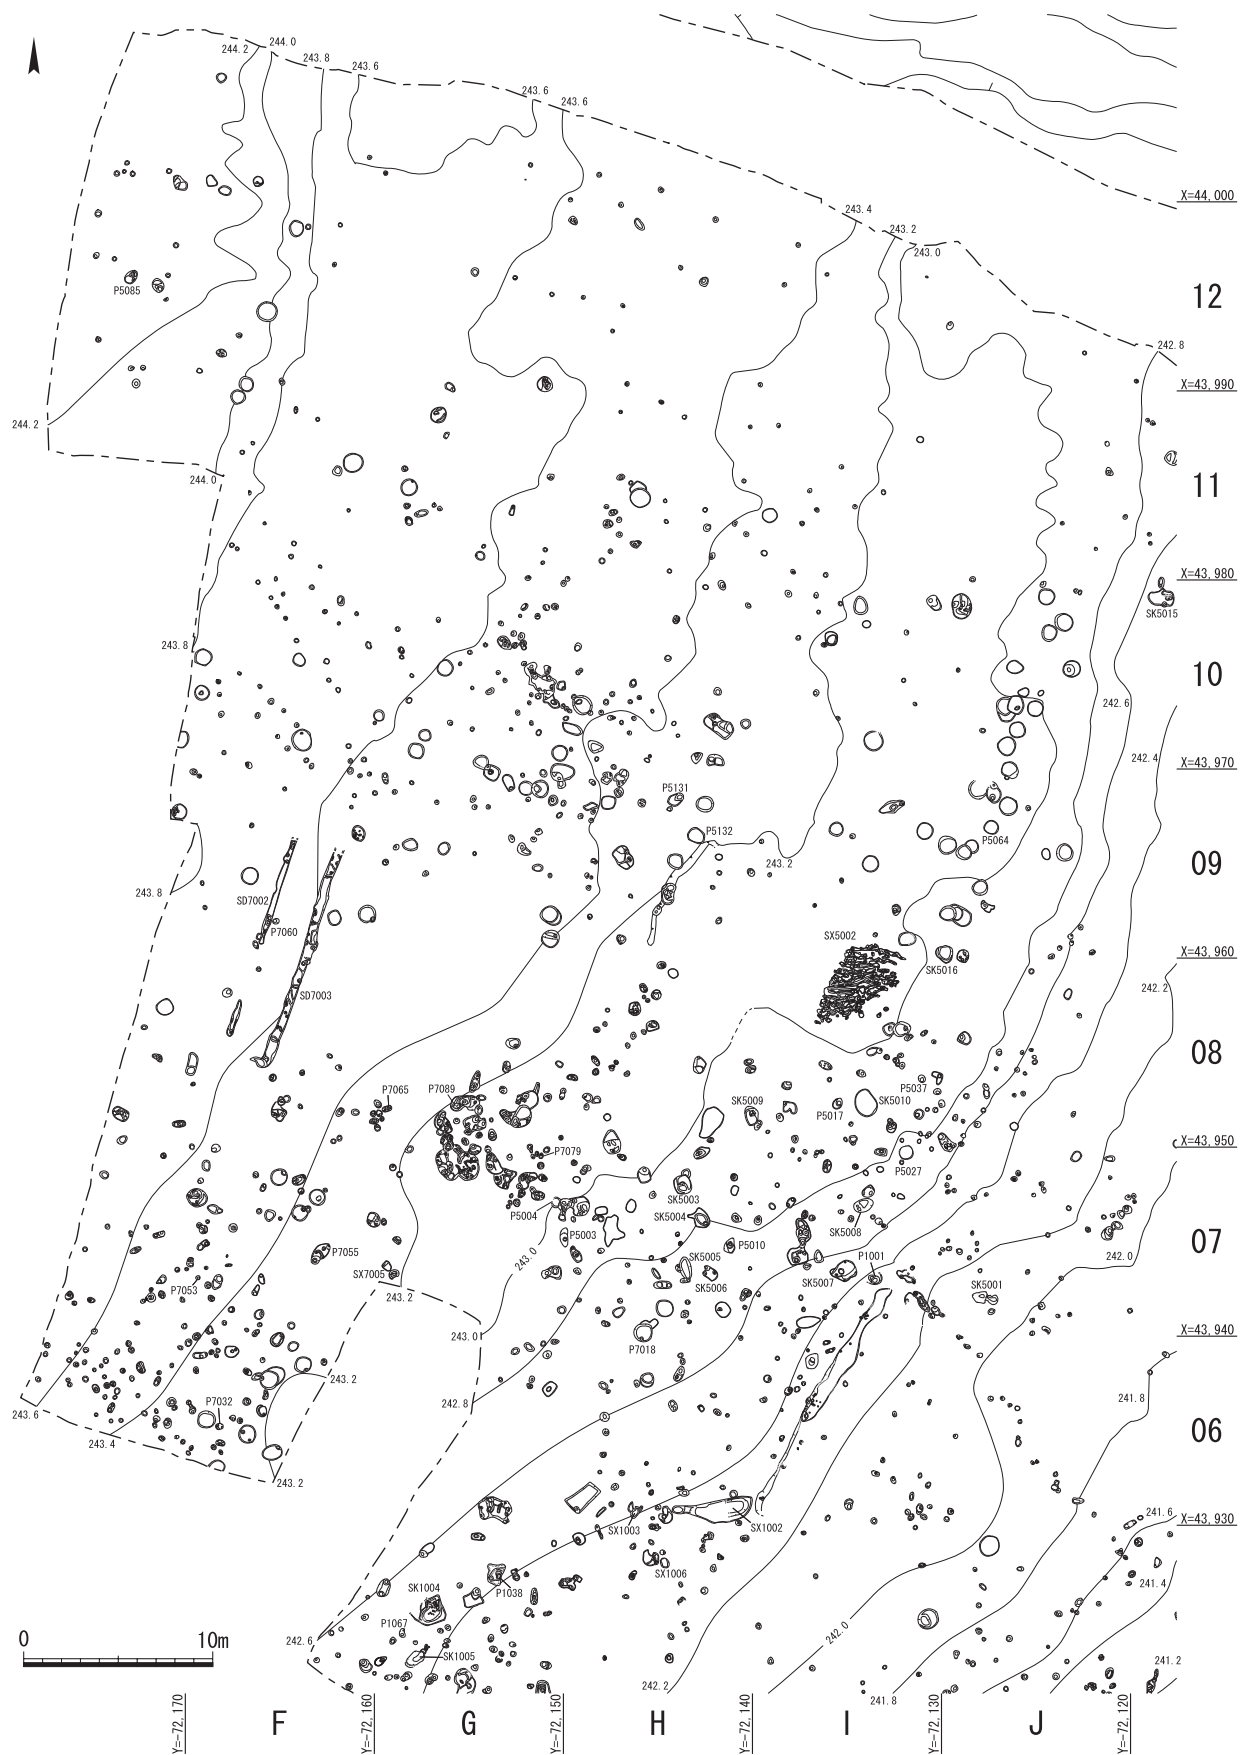 244.2
244.0
243.8
243.6
243.6
243.6
X=44,000
243.4
243.2
243.0
P5085
12
242.8
X=43,990
244.2
244.0
11
X=43,980
SK5015
243.8
10
242.6
242.4
X=43,970
P5131
P5132
P5064
243.2
09
243.8
SD7002
P7060
SX5002
SK5016
X=43,960
242.2
SD7003
08
P7065
P7089
P5037
SK5009
SK5010
P5017
X=43,950
P7079
P5027
SK5003
P5004
SK5004
P5003
SK5008
P5010
07
P7055
243.0
SK5005
P1001
242.0
SX7005
SK5006
SK5007
SK5001
P7053
243.2
X=43,940
243.0
P7018
243.2
241.8
P7032
242.8
243.6
06
243.4
243.2
241.6
X=43,930
SX1003
SX1002
SX1006
241.4
SK1004
P1038
P1067
242.0
0
10m
242.6
SK1005
241.2
242.2
241.8
Y=-72,170
F
Y=-72,160
G
Y=-72,150
H
Y=-72,140
I
Y=-72,130
J
Y=-72,120